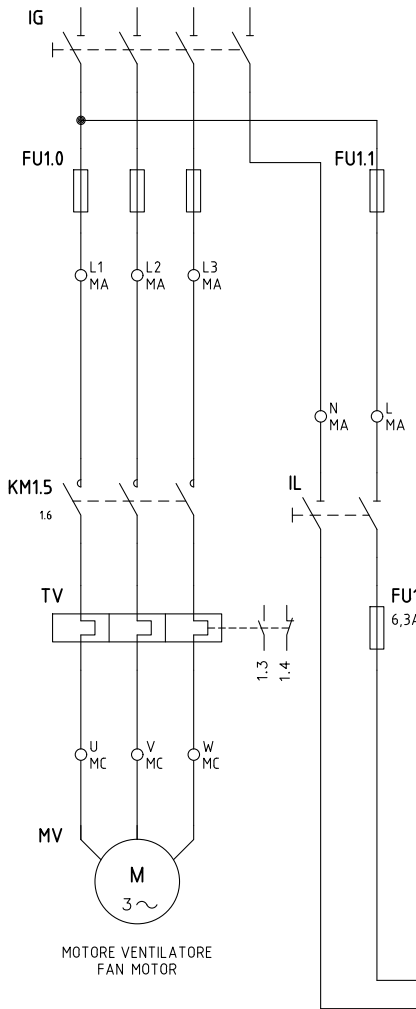 IG
FU1.0
FU1.1
L1
MA
L2
MA
L3
MA
N
MA
L
MA
KM1.5
1.6
IL
TV
6,3A
1.3
1.4
U
MC
V
MC
W
MC
MV
M
3~
MOTORE VENTILATORE
FAN MOTOR